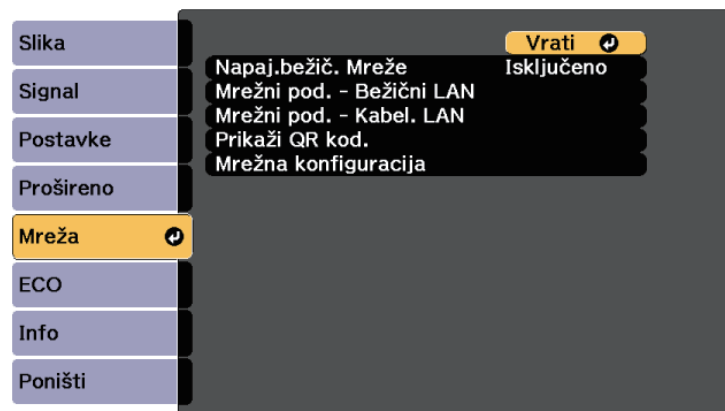 Slika
Signal
Postavke
Prošireno
Mreža
ECO
Info
Poništi
Vrati
Napaj.bežič. Mreže Isključeno
Mrežni pod. - Bežični LAN
Mrežni pod. - Kabel. LAN
Prikaži QR kod.
Mrežna konfiguracija